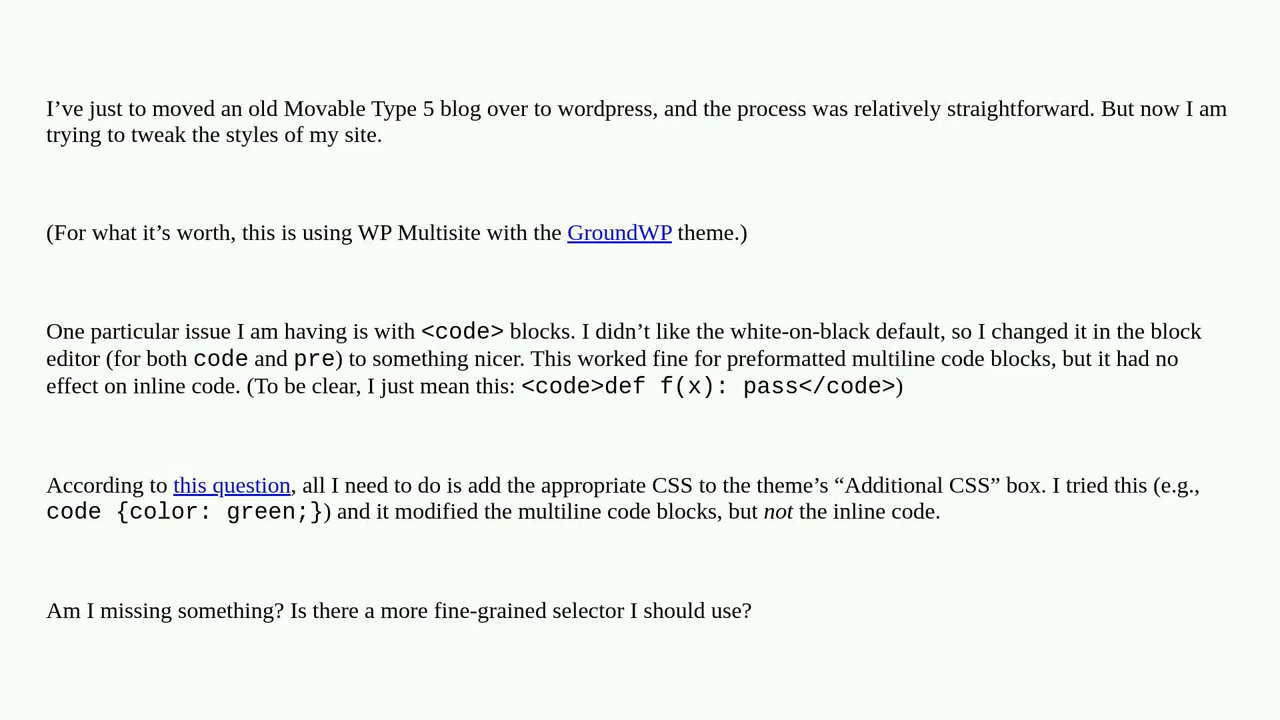 I’ve just to moved an old Movable Type 5 blog over to wordpress, and the process was relatively straightforward. But now I am
trying to tweak the styles of my site.
(For what it’s worth, this is using WP Multisite with the GroundWP theme.)
One particular issue I am having is with <code> blocks. I didn’t like the white-on-black default, so I changed it in the block
editor (for both code and pre) to something nicer. This worked fine for preformatted multiline code blocks, but it had no
effect on inline code. (To be clear, I just mean this: <code>def f(x): pass</code>)
According to this question, all I need to do is add the appropriate CSS to the theme’s “Additional CSS” box. I tried this (e.g.,
code {color: green;}) and it modified the multiline code blocks, but not the inline code.
Am I missing something? Is there a more fine-grained selector I should use?